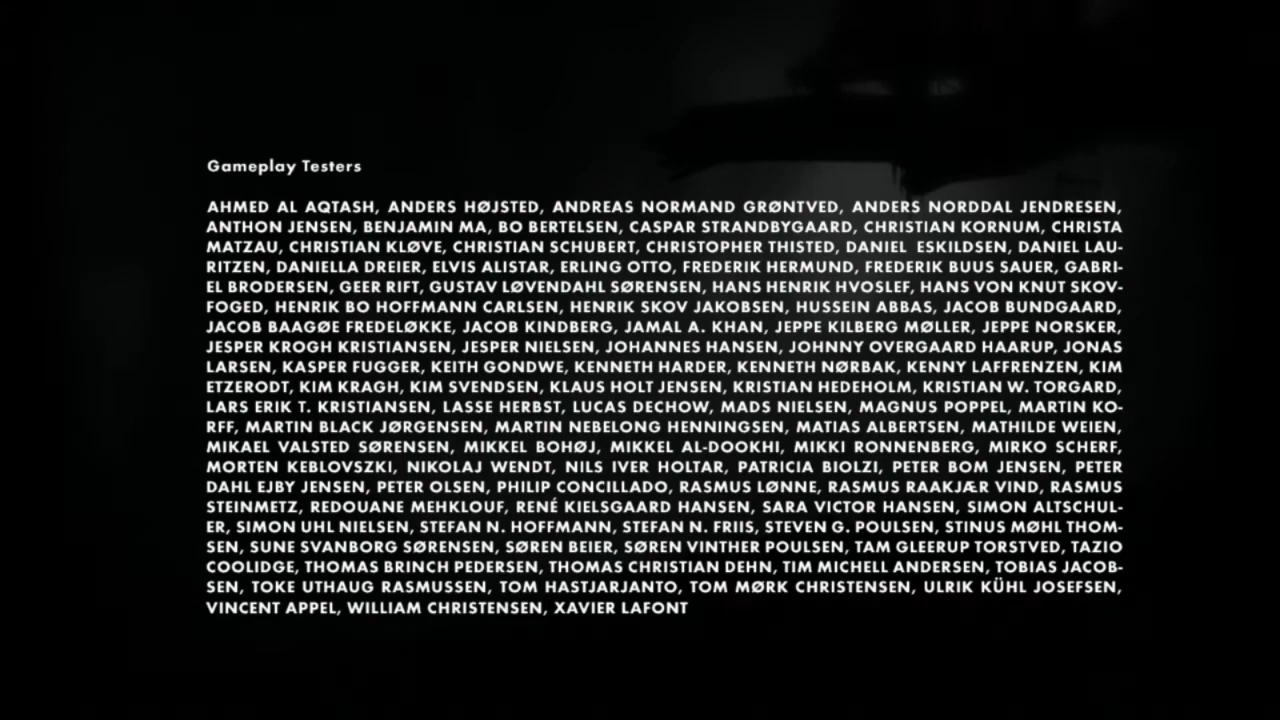 Gameplay Testers
AHMED AL AQTASH, ANDERS HØJSTED, ANDREAS NORMAND GRØNTVED, ANDERS NORDDAL JENDRESEN,
ANTHON JENSEN, BENJAMIN MA, BO BERTELSEN, CASPAR STRANDBYGAARD, CHRISTIAN KORNUM, CHRISTA
MATZAU, CHRISTIAN KLØVE, CHRISTIAN SCHUBERT, CHRISTOPHER THISTED, DANIEL ESKILDSEN, DANIEL LAU-
RITZEN, DANIELLA DREIER, ELVIS ALISTAR, ERLING OTTO, FREDERIK HERMUND, FREDERIK BUUS SAUER, GABRI-
EL BRODERSEN, GEER RIFT, GUSTAV LØVENDAHL SØRENSEN, HANS HENRIK HVOSLEF, HANS VON KNUT SKOV-
FOGED, HENRIK BO HOFFMANN CARLSEN, HENRIK SKOV JAKOBSEN, HUSSEIN ABBAS, JACOB BUNDGAARD,
JACOB BAAGØE FREDELØKKE, JACOB KINDBERG, JAMAL A. KHAN, JEPPE KILBERG MØLLER, JEPPE NORSKER,
JESPER KROGH KRISTIANSEN, JESPER NIELSEN, JOHANNES HANSEN, JOHNNY OVERGAARD HAARUP, JONAS
LARSEN, KASPER FUGGER, KEITH GONDWE, KENNETH HARDER, KENNETH NØRBAK, KENNY LAFFRENZEN, KIM
ETZERODT, KIM KRAGH, KIM SVENDSEN, KLAUS HOLT JENSEN, KRISTIAN HEDEHOLM, KRISTIAN W. TORGARD,
LARS ERIK T. KRISTIANSEN, LASSE HERBST, LUCAS DECHOW, MADS NIELSEN, MAGNUS POPPEL, MARTIN KO-
RFF, MARTIN BLACK JØRGENSEN, MARTIN NEBELONG HENNINGSEN, MATIAS ALBERTSEN, MATHILDE WEIEN,
MIKAEL VALSTED SØRENSEN, MIKKEL BOHØJ, MIKKEL AL-DOOKHI, MIKKI RONNENBERG, MIRKO SCHERF,
MORTEN KEBLOVSZKI, NIKOLAJ WENDT, NILS IVER HOLTAR, PATRICIA BIOLZI, PETER BOM JENSEN, PETER
DAHL EJBY JENSEN, PETER OLSEN, PHILIP CONCILLADO, RASMUS LØNNE, RASMUS RAAKJÆR VIND, RASMUS
STEINMETZ, REDOUANE MEHKLOUF, RENÉ KIELSGAARD HANSEN, SARA VICTOR HANSEN, SIMON ALTSCHUL-
ER, SIMON UHL NIELSEN, STEFAN N. HOFFMANN, STEFAN N. FRIIS, STEVEN G. POULSEN, STINUS MØHL THOM-
SEN, SUNE SVANBORG SØRENSEN, SØREN BEIER, SØREN VINTHER POULSEN, TAM GLEERUP TORSTVED, TAZIO
COOLIDGE, THOMAS BRINCH PEDERSEN, THOMAS CHRISTIAN DEHN, TIM MICHELL ANDERSEN, TOBIAS JACOB-
SEN, TOKE UTHAUG RASMUSSEN, TOM HASTJARJANTO, TOM MØRK CHRISTENSEN, ULRIK KÜHL JOSEFSEN,
VINCENT APPEL, WILLIAM CHRISTENSEN, XAVIER LAFONT